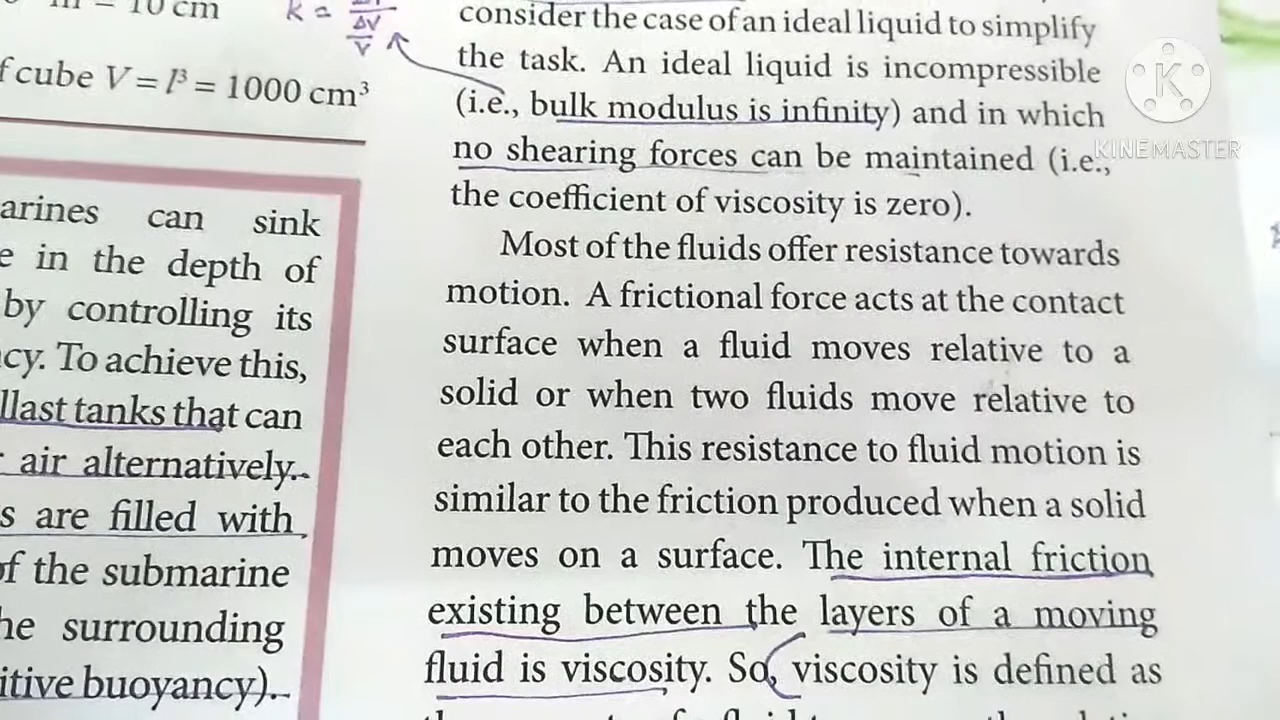 m = 10 cm
f cube V = l³ = 1000 cm³
arines can sink
e in the depth of
by controlling its
cy. To achieve this,
llast tanks that can
air alternatively.
s are filled with
of the submarine
he surrounding
itive buoyancy).
K =
ΔV
V
consider the case of an ideal liquid to simplify
the task. An ideal liquid is incompressible
(i.e., bulk modulus is infinity) and in which
no shearing forces can be maintained (i.e.,
the coefficient of viscosity is zero).
Most of the fluids offer resistance towards
motion. A frictional force acts at the contact
surface when a fluid moves relative to a
solid or when two fluids move relative to
each other. This resistance to fluid motion is
similar to the friction produced when a solid
moves on a surface. The internal friction
existing between the layers of a moving
fluid is viscosity. So, viscosity is defined as
K
KINEMASTER